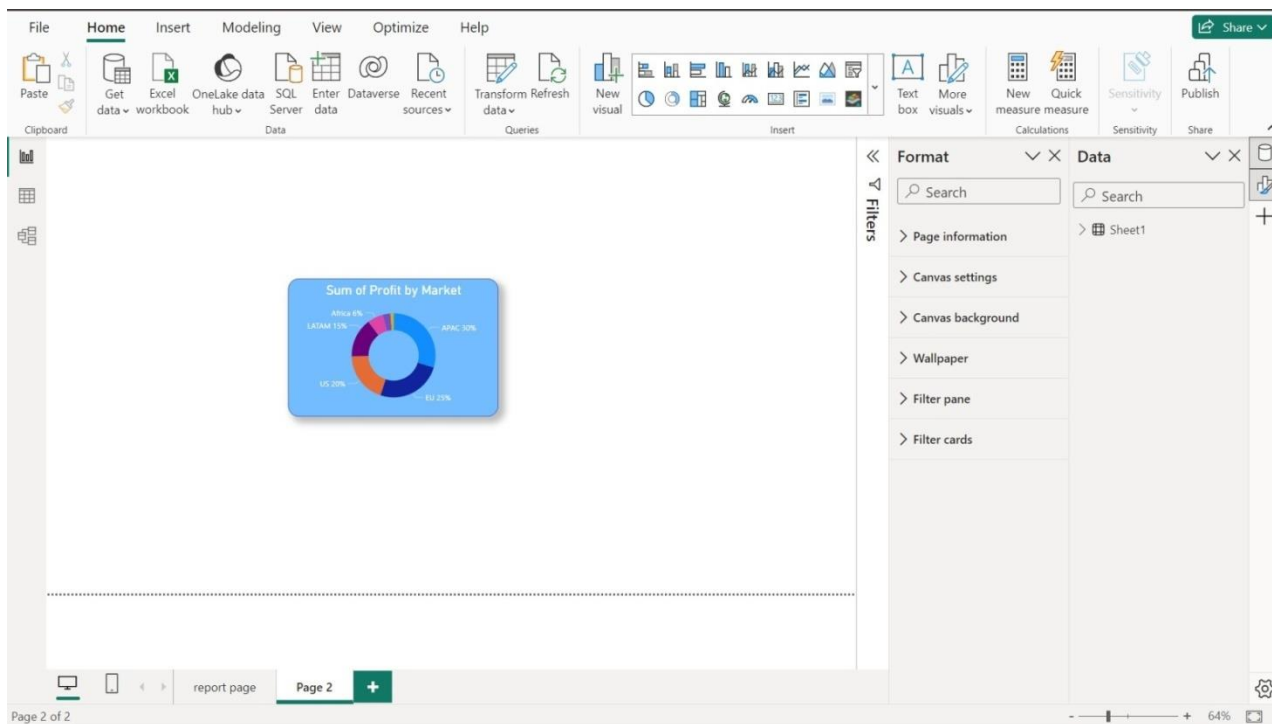 File Home Insert Modeling View Optimize Help Share
Paste Get data Excel workbook OneLake data hub SQL Server Enter data Dataverse Recent sources Transform data Refresh New visual Text box More visuals New measure Quick measure Sensitivity Publish
Clipboard Data Queries Insert Calculations Sensitivity Share
Filters
Format
Search
Page information
Canvas settings
Canvas background
Wallpaper
Filter pane
Filter cards
Data
Search
Sheet1
Sum of Profit by Market
Africa 6%
LATAM 15%
APAC 30%
US 20%
EU 25%
report page Page 2 +
Page 2 of 2 - + 64%